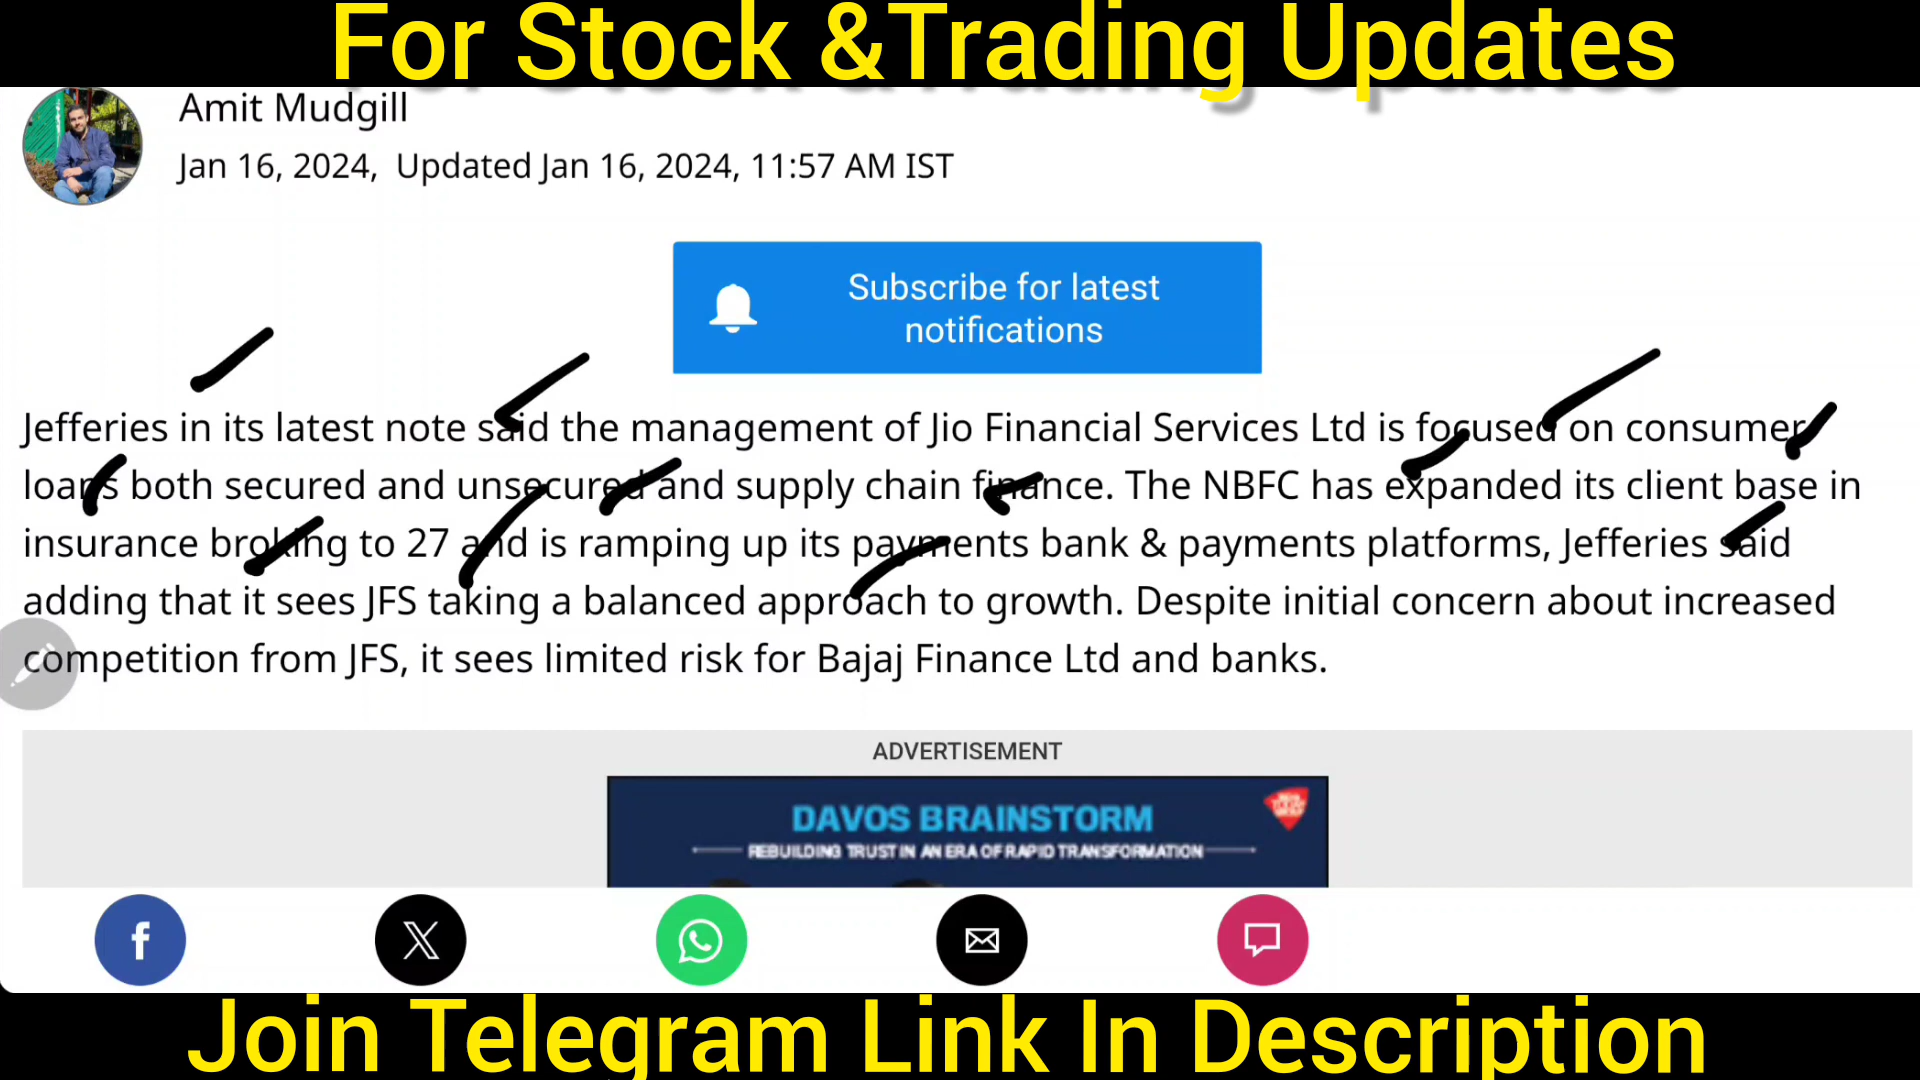 For Stock &Trading Updates
Amit Mudgill
Jan 16, 2024, Updated Jan 16, 2024, 11:57 AM IST
Subscribe for latest
notifications
Jefferies in its latest note said the management of Jio Financial Services Ltd is focused on consumer
loans both secured and unsecured and supply chain finance. The NBFC has expanded its client base in
insurance broking to 27 and is ramping up its payments bank & payments platforms, Jefferies said
adding that it sees JFS taking a balanced approach to growth. Despite initial concern about increased
competition from JFS, it sees limited risk for Bajaj Finance Ltd and banks.
ADVERTISEMENT
DAVOS BRAINSTORM
REBUILDING TRUST IN AN ERA OF RAPID TRANSFORMATION
Join Telegram Link In Description